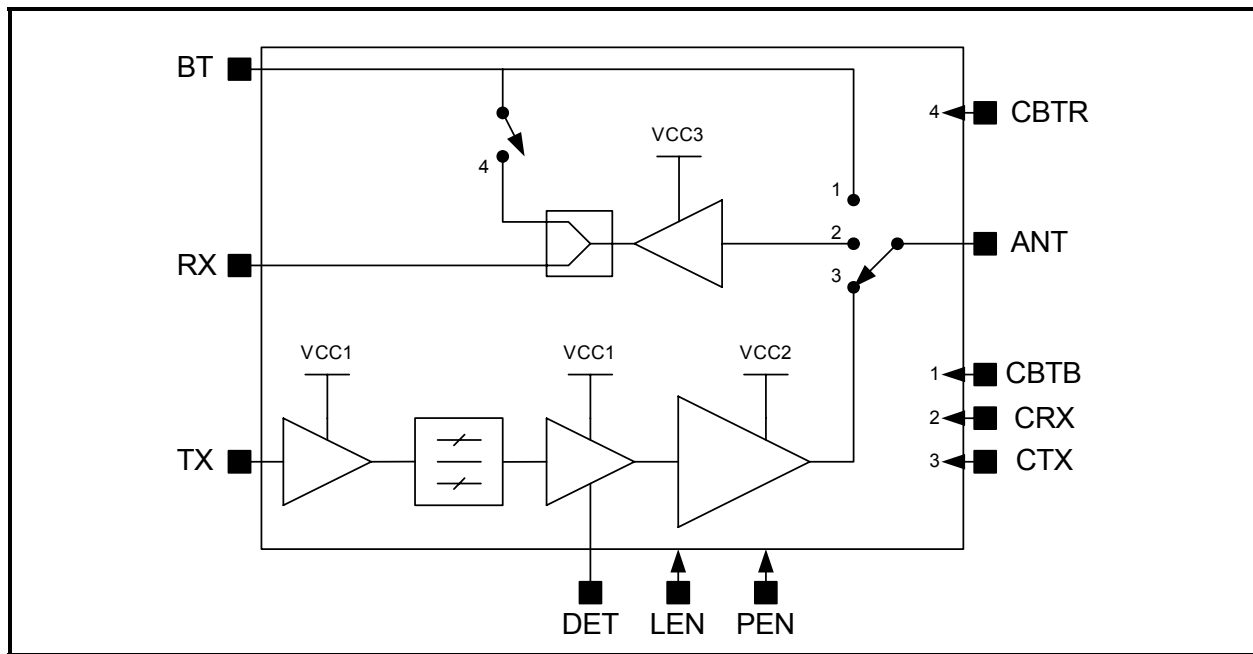 BT
4 CBTR
VCC3
4
1
2
ANT
RX
3
VCC1
VCC1
VCC2
1 CBTB
2 CRX
TX
3 CTX
DET
LEN
PEN